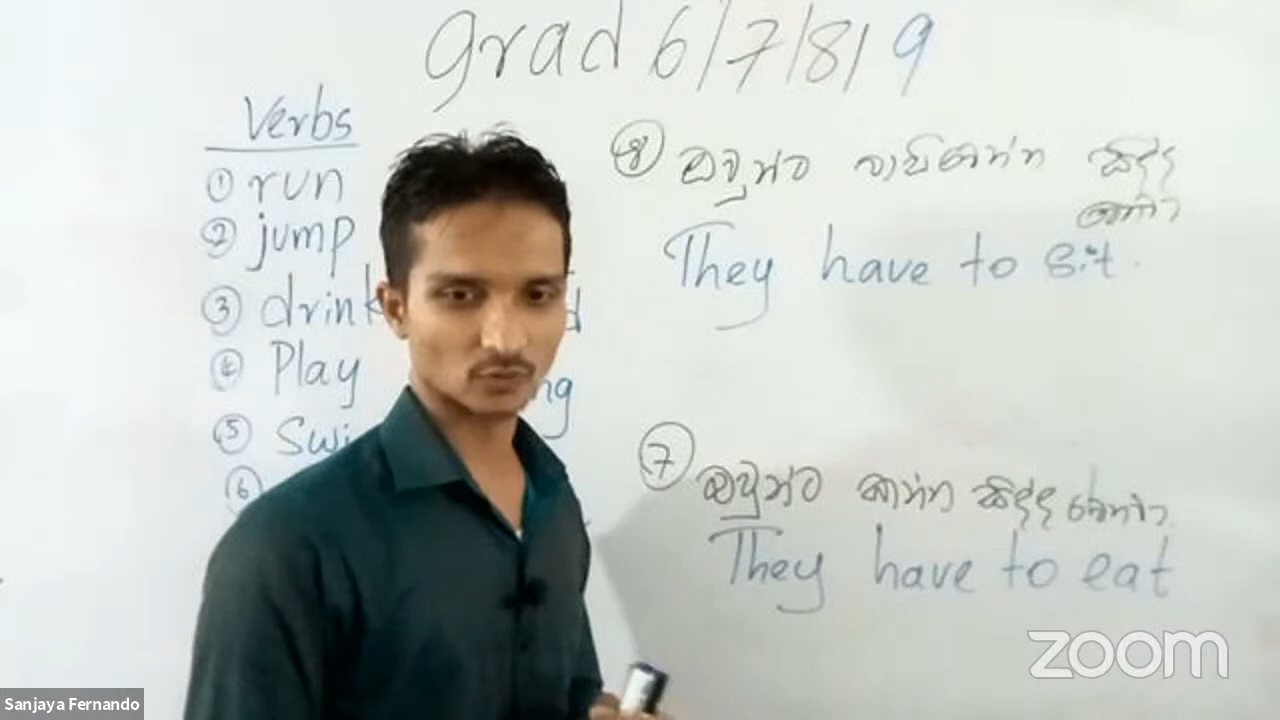 grad 6/7/8/9
Verbs
① run
② jump
③ drink
④ Play
⑤ Swi
⑥
⑧ ඔවුන්ට වාඩිවෙන්න සිද්ද
වෙනවා
They have to sit.
⑦ ඔවුන්ට කන්න සිද්ද වෙනවා
They have to eat
zoom
Sanjaya Fernando